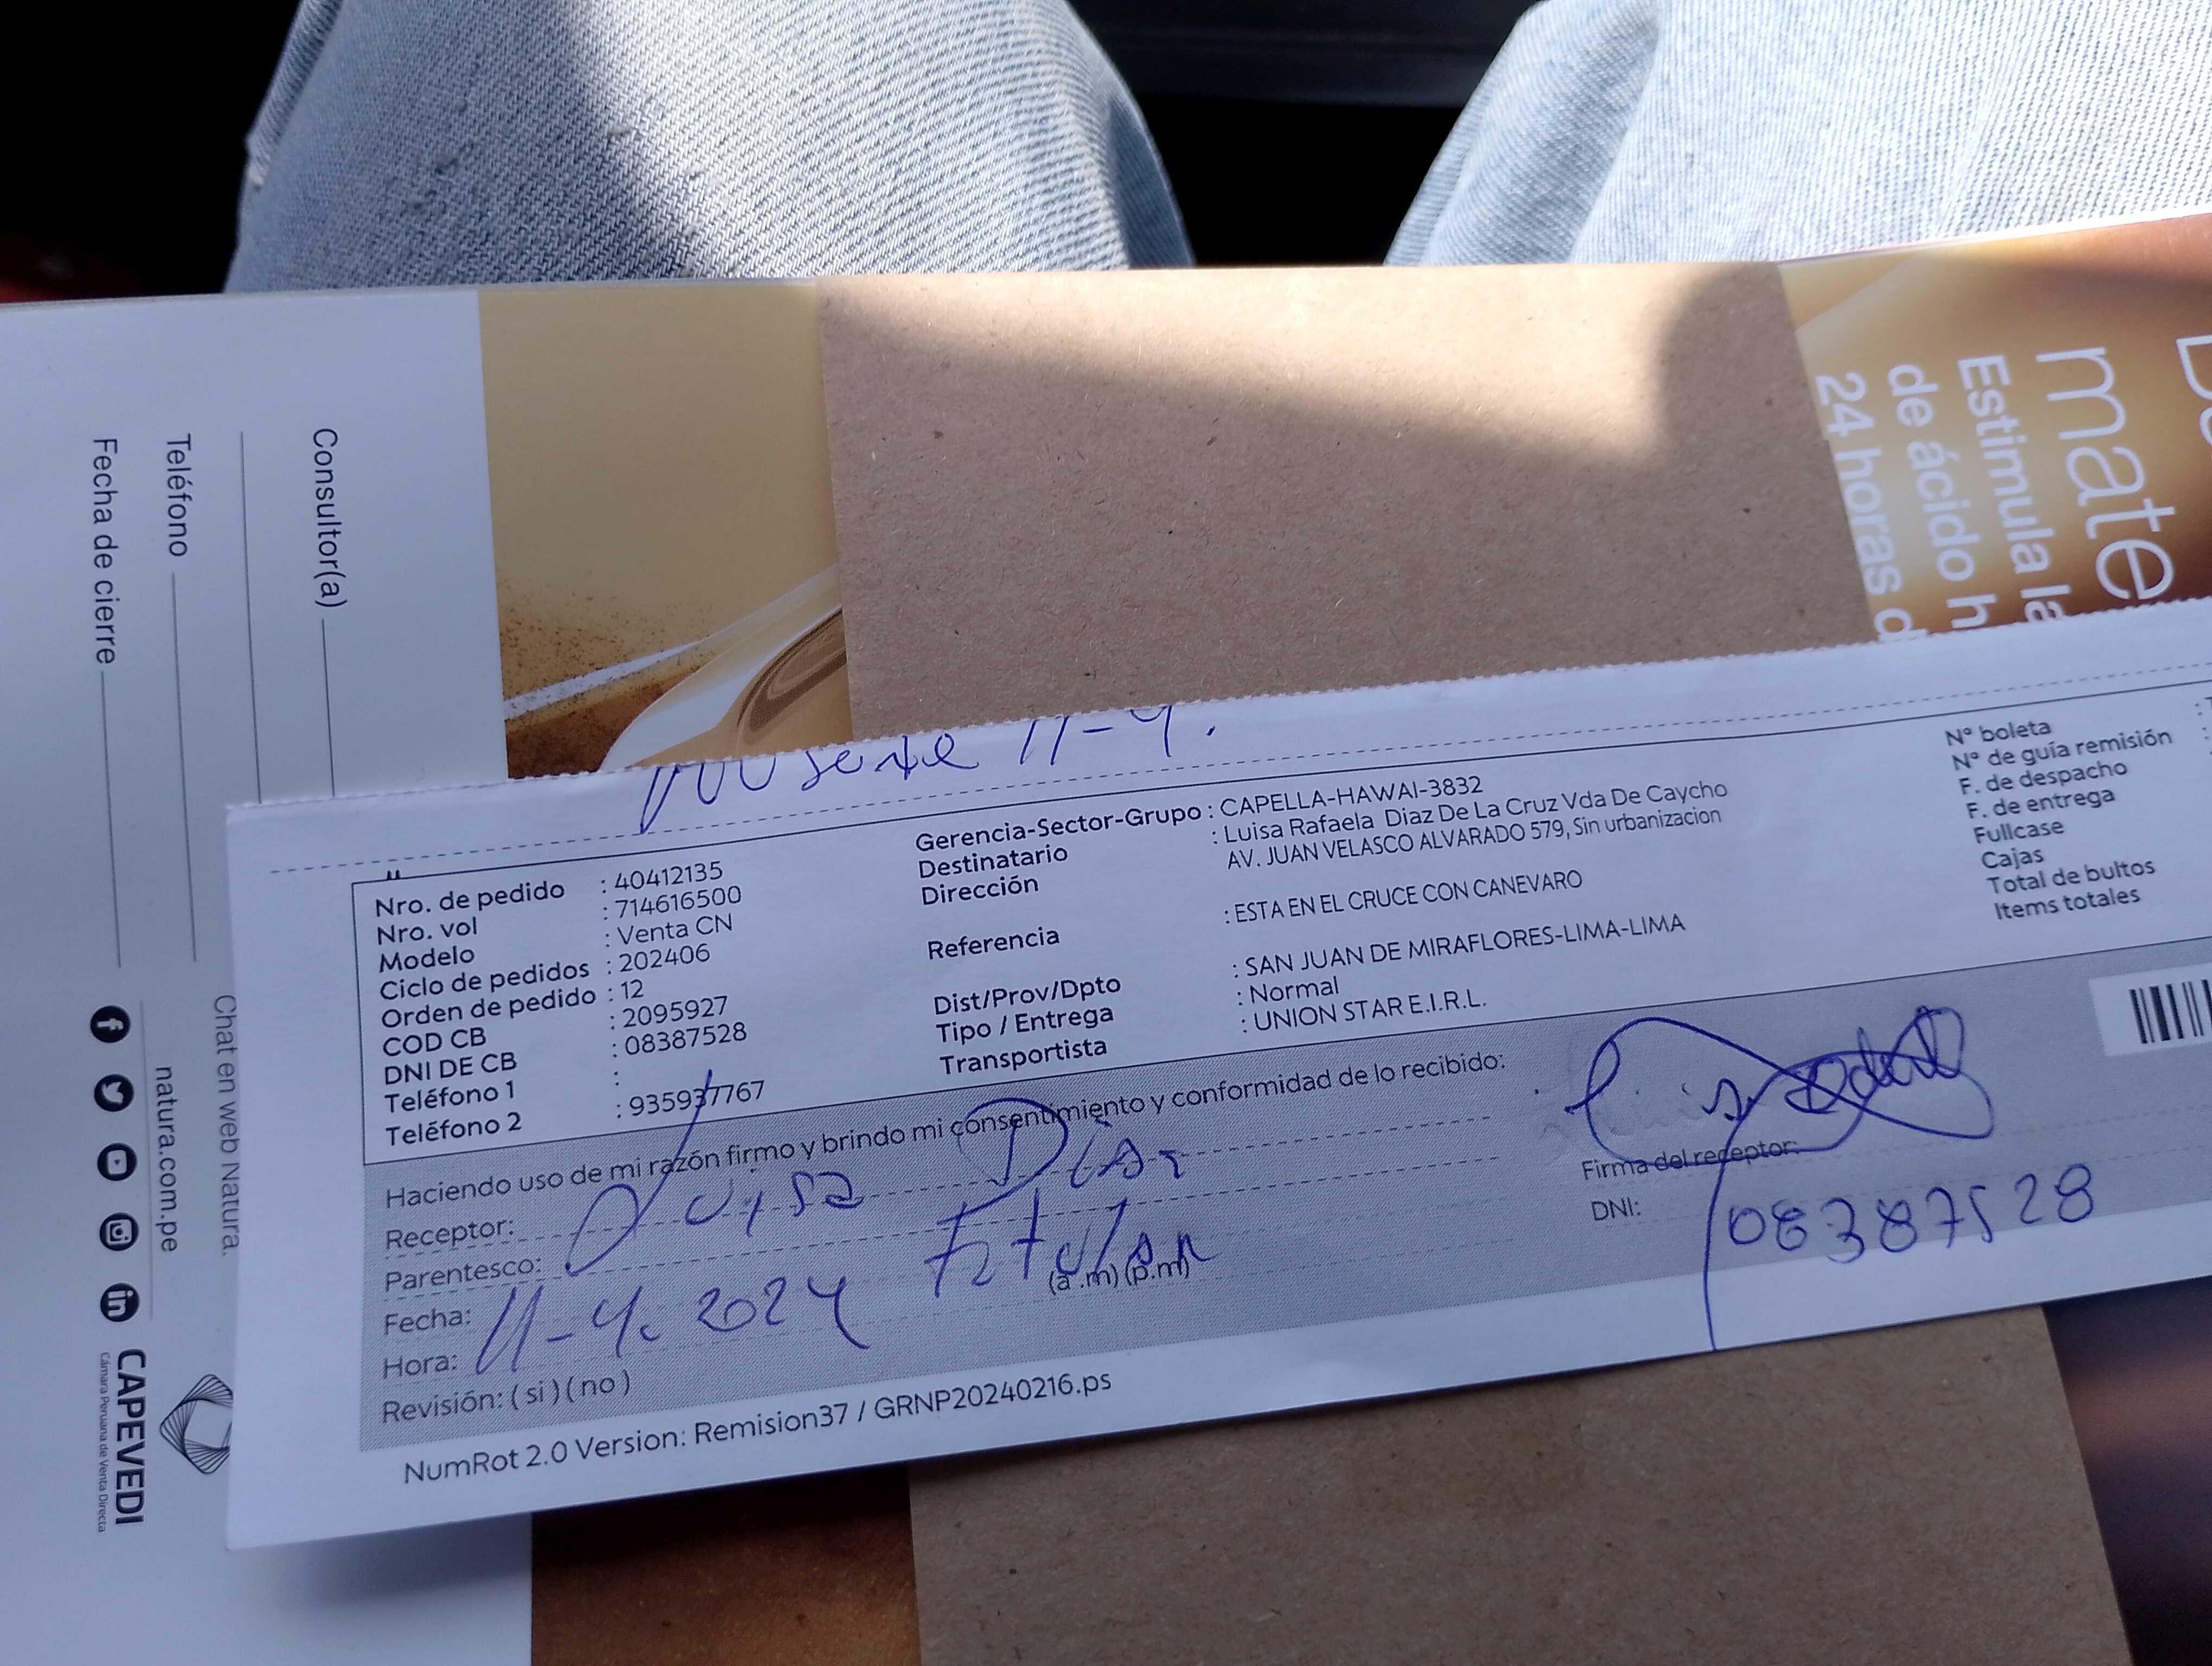 Consultor(a)
Teléfono
Fecha de cierre
Chat en web Natura.
natura.com.pe
CAPEVEDI
Cámara Peruana de Venta Directa
mate
Estimula la
de ácido h
24 horas d
11-4.
Nro. de pedido : 40412135
Nro. vol : 714616500
Modelo : Venta CN
Ciclo de pedidos : 202406
Orden de pedido : 12
COD CB : 2095927
DNI DE CB : 08387528
Teléfono 1 :
Teléfono 2 : 935937767
Gerencia-Sector-Grupo : CAPELLA-HAWAI-3832
Destinatario : Luisa Rafaela Diaz De La Cruz Vda De Caycho
Dirección AV. JUAN VELASCO ALVARADO 579, Sin urbanizacion
Referencia : ESTA EN EL CRUCE CON CANEVARO
Dist/Prov/Dpto : SAN JUAN DE MIRAFLORES-LIMA-LIMA
Tipo / Entrega : Normal
Transportista : UNION STAR E.I.R.L.
N° boleta
N° de guía remisión
F. de despacho
F. de entrega
Fullcase
Cajas
Total de bultos
Items totales
Haciendo uso de mi razón firmo y brindo mi consentimiento y conformidad de lo recibido:
Receptor: Luisa Diaz
Parentesco:
Fecha: 11-4. 2024
Hora: (a.m) (p.m)
Revisión: (si) (no)
Firma del receptor:
DNI: 08387528
NumRot 2.0 Version: Remision37 / GRNP20240216.ps